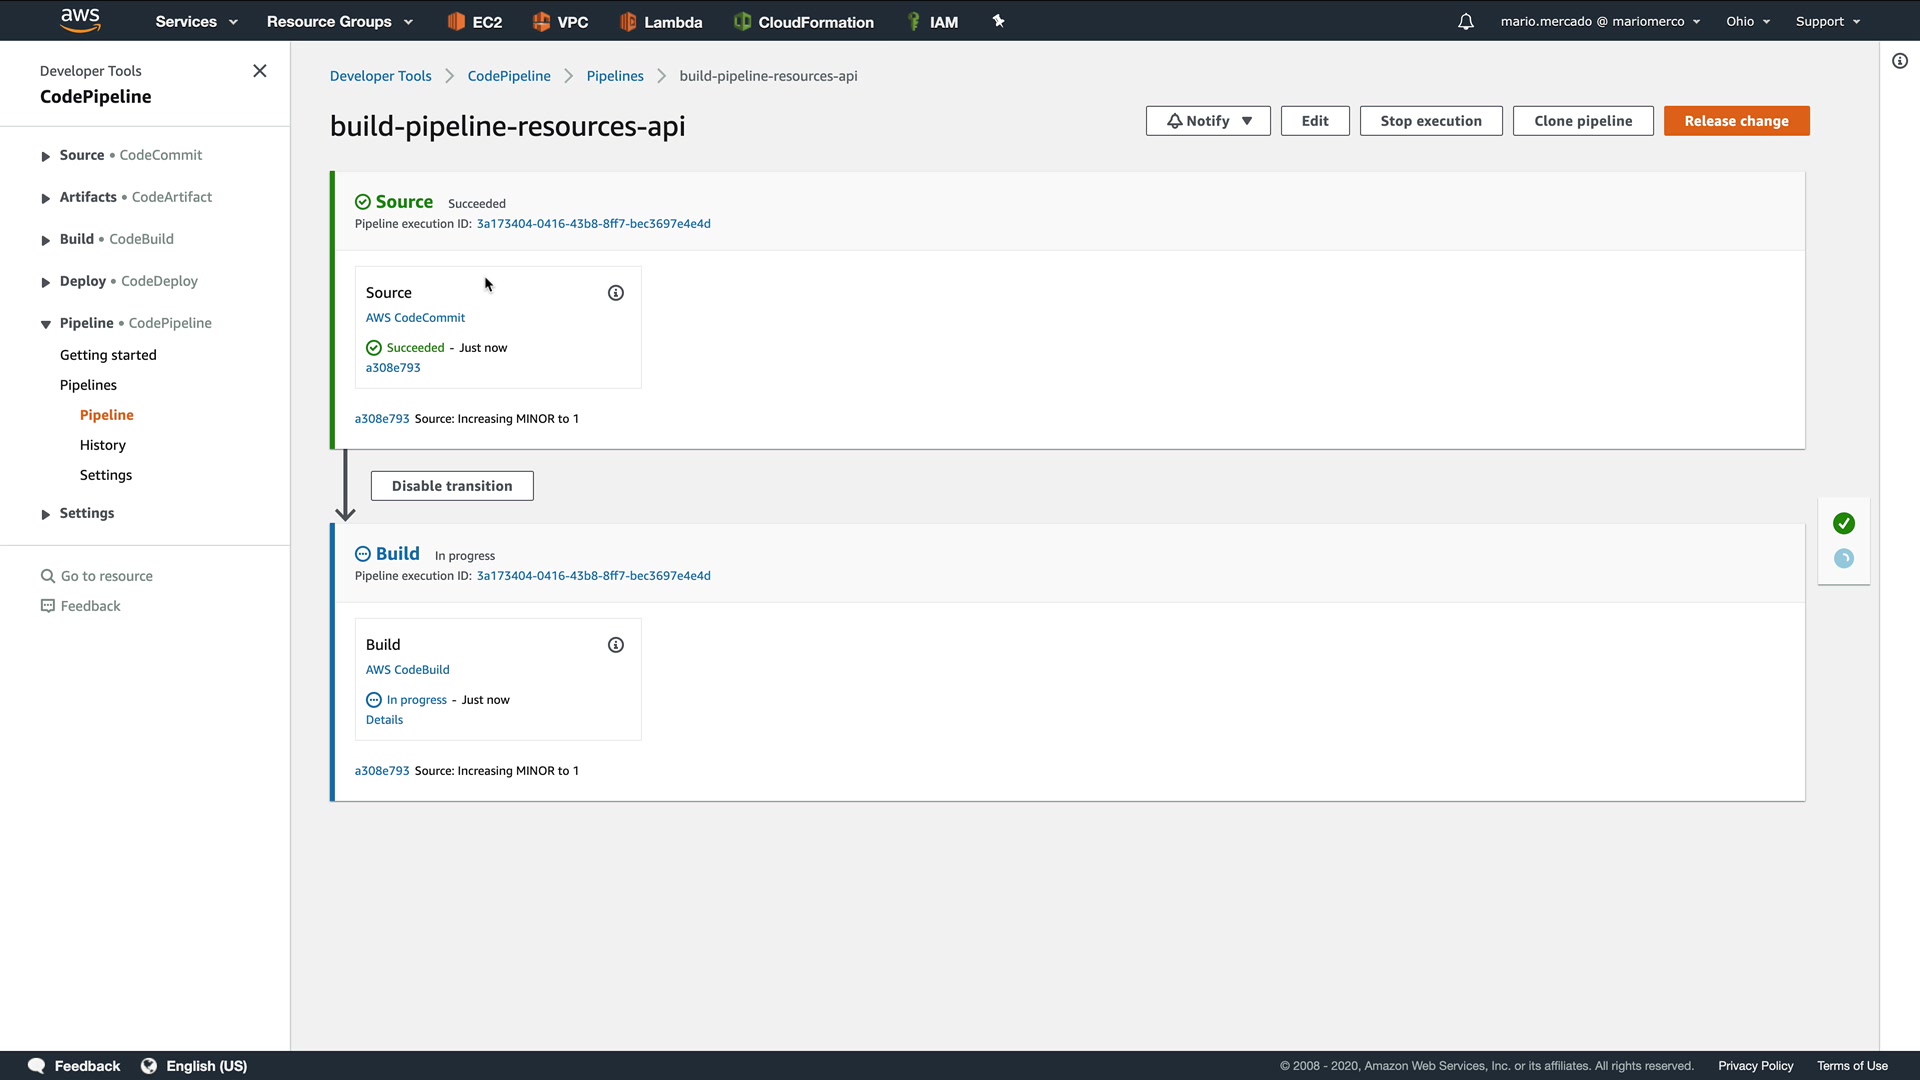 aws
Services
Resource Groups
EC2
VPC
Lambda
CloudFormation
IAM
mario.mercado @ mariomerco
Ohio
Support
Developer Tools
CodePipeline
Source • CodeCommit
Artifacts • CodeArtifact
Build • CodeBuild
Deploy • CodeDeploy
Pipeline • CodePipeline
Getting started
Pipelines
Pipeline
History
Settings
Settings
Go to resource
Feedback
Developer Tools > CodePipeline > Pipelines > build-pipeline-resources-api
build-pipeline-resources-api
Notify
Edit
Stop execution
Clone pipeline
Release change
Source Succeeded
Pipeline execution ID: 3a173404-0416-43b8-8ff7-bec3697e4e4d
Source
AWS CodeCommit
Succeeded - Just now
a308e793
a308e793 Source: Increasing MINOR to 1
Disable transition
Build In progress
Pipeline execution ID: 3a173404-0416-43b8-8ff7-bec3697e4e4d
Build
AWS CodeBuild
In progress - Just now
Details
a308e793 Source: Increasing MINOR to 1
Feedback
English (US)
© 2008 - 2020, Amazon Web Services, Inc. or its affiliates. All rights reserved.
Privacy Policy
Terms of Use